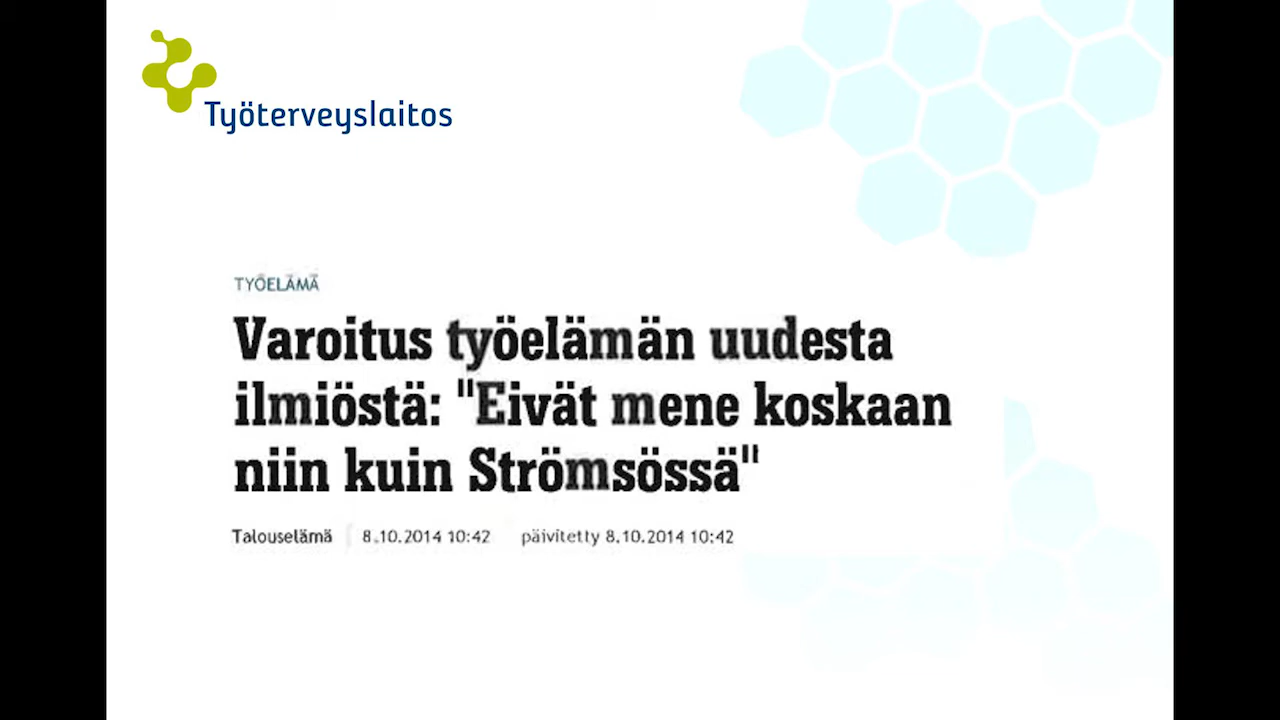 Työterveyslaitos
TYÖELÄMÄ
Varoitus työelämän uudesta
ilmiöstä: "Eivät mene koskaan
niin kuin Strömsössä"
Talouselämä | 8.10.2014 10:42 päivitetty 8.10.2014 10:42